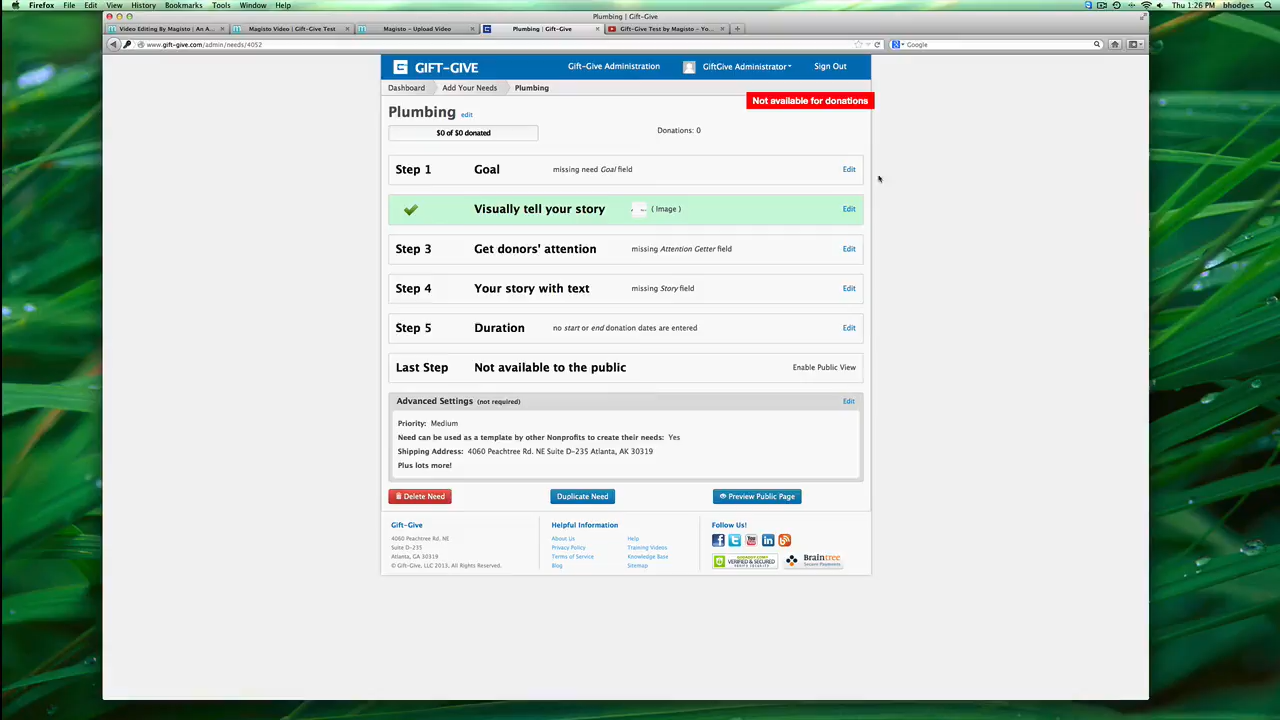 Firefox File Edit View History Bookmarks Tools Window Help Thu 1:26 PM bhodges
Plumbing | Gift-Give
Video Editing By Magisto | An A... Magisto Video | Gift-Give Test Magisto - Upload Video Plumbing | Gift-Give Gift-Give Test by Magisto - Yo...
www.gift-give.com/admin/needs/4052 Google
GIFT-GIVE Gift-Give Administration GiftGive Administrator Sign Out
Dashboard Add Your Needs Plumbing
Not available for donations
Plumbing edit
$0 of $0 donated Donations: 0
Step 1 Goal missing need Goal field Edit
Visually tell your story ( Image ) Edit
Step 3 Get donors' attention missing Attention Getter field Edit
Step 4 Your story with text missing Story field Edit
Step 5 Duration no start or end donation dates are entered Edit
Last Step Not available to the public Enable Public View
Advanced Settings (not required) Edit
Priority: Medium
Need can be used as a template by other Nonprofits to create their needs: Yes
Shipping Address: 4060 Peachtree Rd. NE Suite D-235 Atlanta, AK 30319
Plus lots more!
Delete Need Duplicate Need Preview Public Page
Gift-Give Helpful Information Follow Us!
4060 Peachtree Rd, NE About Us Help
Suite D-235 Privacy Policy Training Videos
Atlanta, GA 30319 Terms of Service Knowledge Base
© Gift-Give, LLC 2013, All Rights Reserved. Blog Sitemap
VERIFIED & SECURED
VERIFY SECURITY
Braintree
Secure Payments